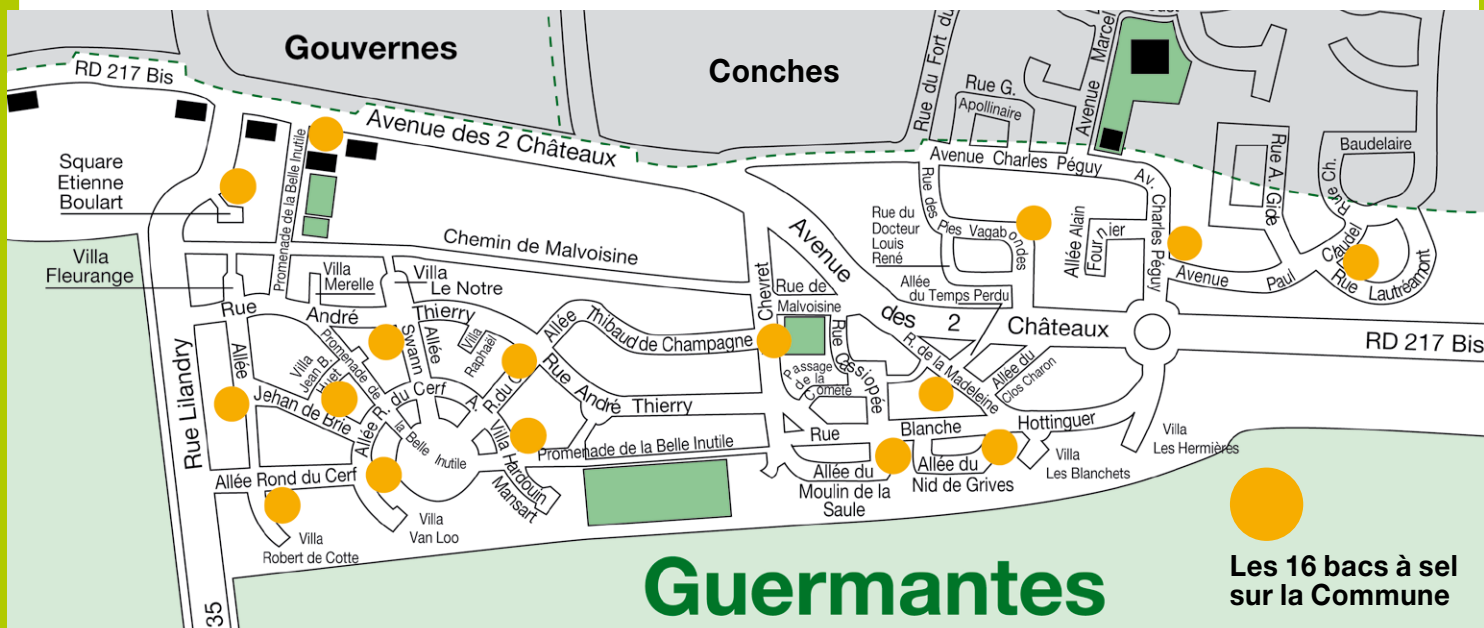 Gouvernes
Conches
RD 217 Bis
Avenue des 2 Châteaux
Rue du Fort du
Rue G.
Apollinaire
Avenue Marcel
Avenue Charles Péguy
Av. Charles Péguy
Rue A. Gide
Rue Ch.
Baudelaire
Square
Etienne
Boulart
Promenade de la Belle Inutile
Villa
Fleurange
Chemin de Malvoisine
Villa
Merelle
Villa
Le Notre
Rue André Thierry
Rue Lilandry
Allée
Jehan de Brie
Villa
Jean B.
Huet
Promenade de
la Belle Inutile
Swann
Allée
Villa
Raphaël
Allée R. du Cerf
A. R.du C
Allée Thibaud de Champagne
Rue André Thierry
Promenade de la Belle Inutile
Villa Hardouin
Mansart
Allée Rond du Cerf
Villa
Van Loo
Villa
Robert de Cotte
35
Chevret
Rue de
Malvoisine
Rue Cassiopée
Passage
de la
Comète
Avenue des 2 Châteaux
Rue des Pies Vagabondes
Rue du
Docteur
Louis
René
Allée
du Temps Perdu
Allée Alain
Fournier
Avenue Paul Claudel
Rue Lautréamont
RD 217 Bis
R. de la Madeleine
Allée du
Clos Charon
Rue Blanche Hottinguer
Allée du
Moulin de la
Saule
Allée du
Nid de Grives
Villa
Les Blanchets
Villa
Les Hernières
Guermantes
Les 16 bacs à sel
sur la Commune